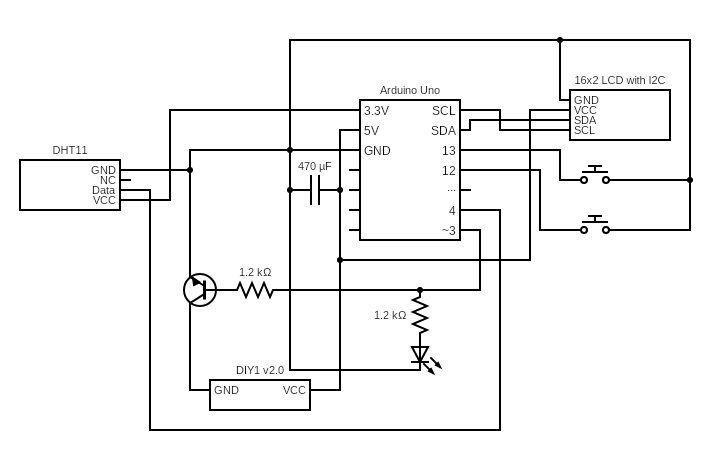 Arduino Uno
16x2 LCD with I2C
3.3V
SCL
5V
SDA
GND
13
12
...
4
~3
GND
VCC
SDA
SCL
DHT11
GND
NC
Data
VCC
470 µF
1.2 kΩ
1.2 kΩ
DIY1 v2.0
GND
VCC